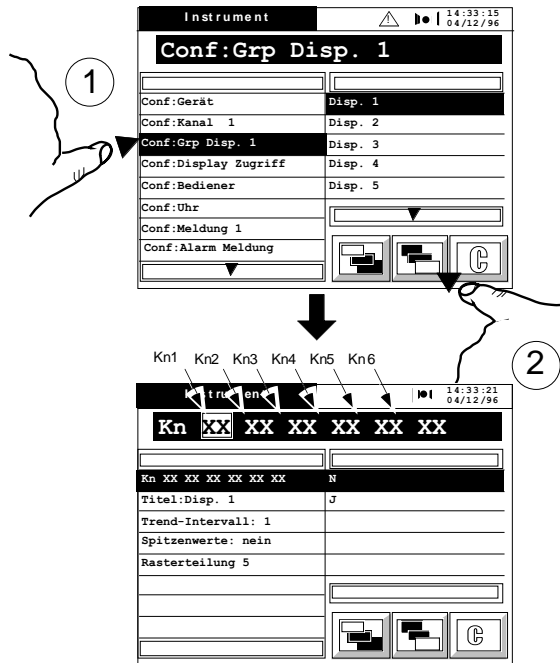 Instrument 14:33:15
04/12/96
Conf:Grp Disp. 1
1
Conf:Gerät Disp. 1
Conf:Kanal 1 Disp. 2
Conf:Grp Disp. 1 Disp. 3
Conf:Display Zugriff Disp. 4
Conf:Bediener Disp. 5
Conf:Uhr
Conf:Meldung 1
Conf:Alarm Meldung
C
2
Kn1 Kn2 Kn3 Kn4 Kn5 Kn6
14:33:21
04/12/96
Kn XX XX XX XX XX XX
Kn XX XX XX XX XX XX N
Titel:Disp. 1 J
Trend-Intervall: 1
Spitzenwerte: nein
Rasterteilung 5
C